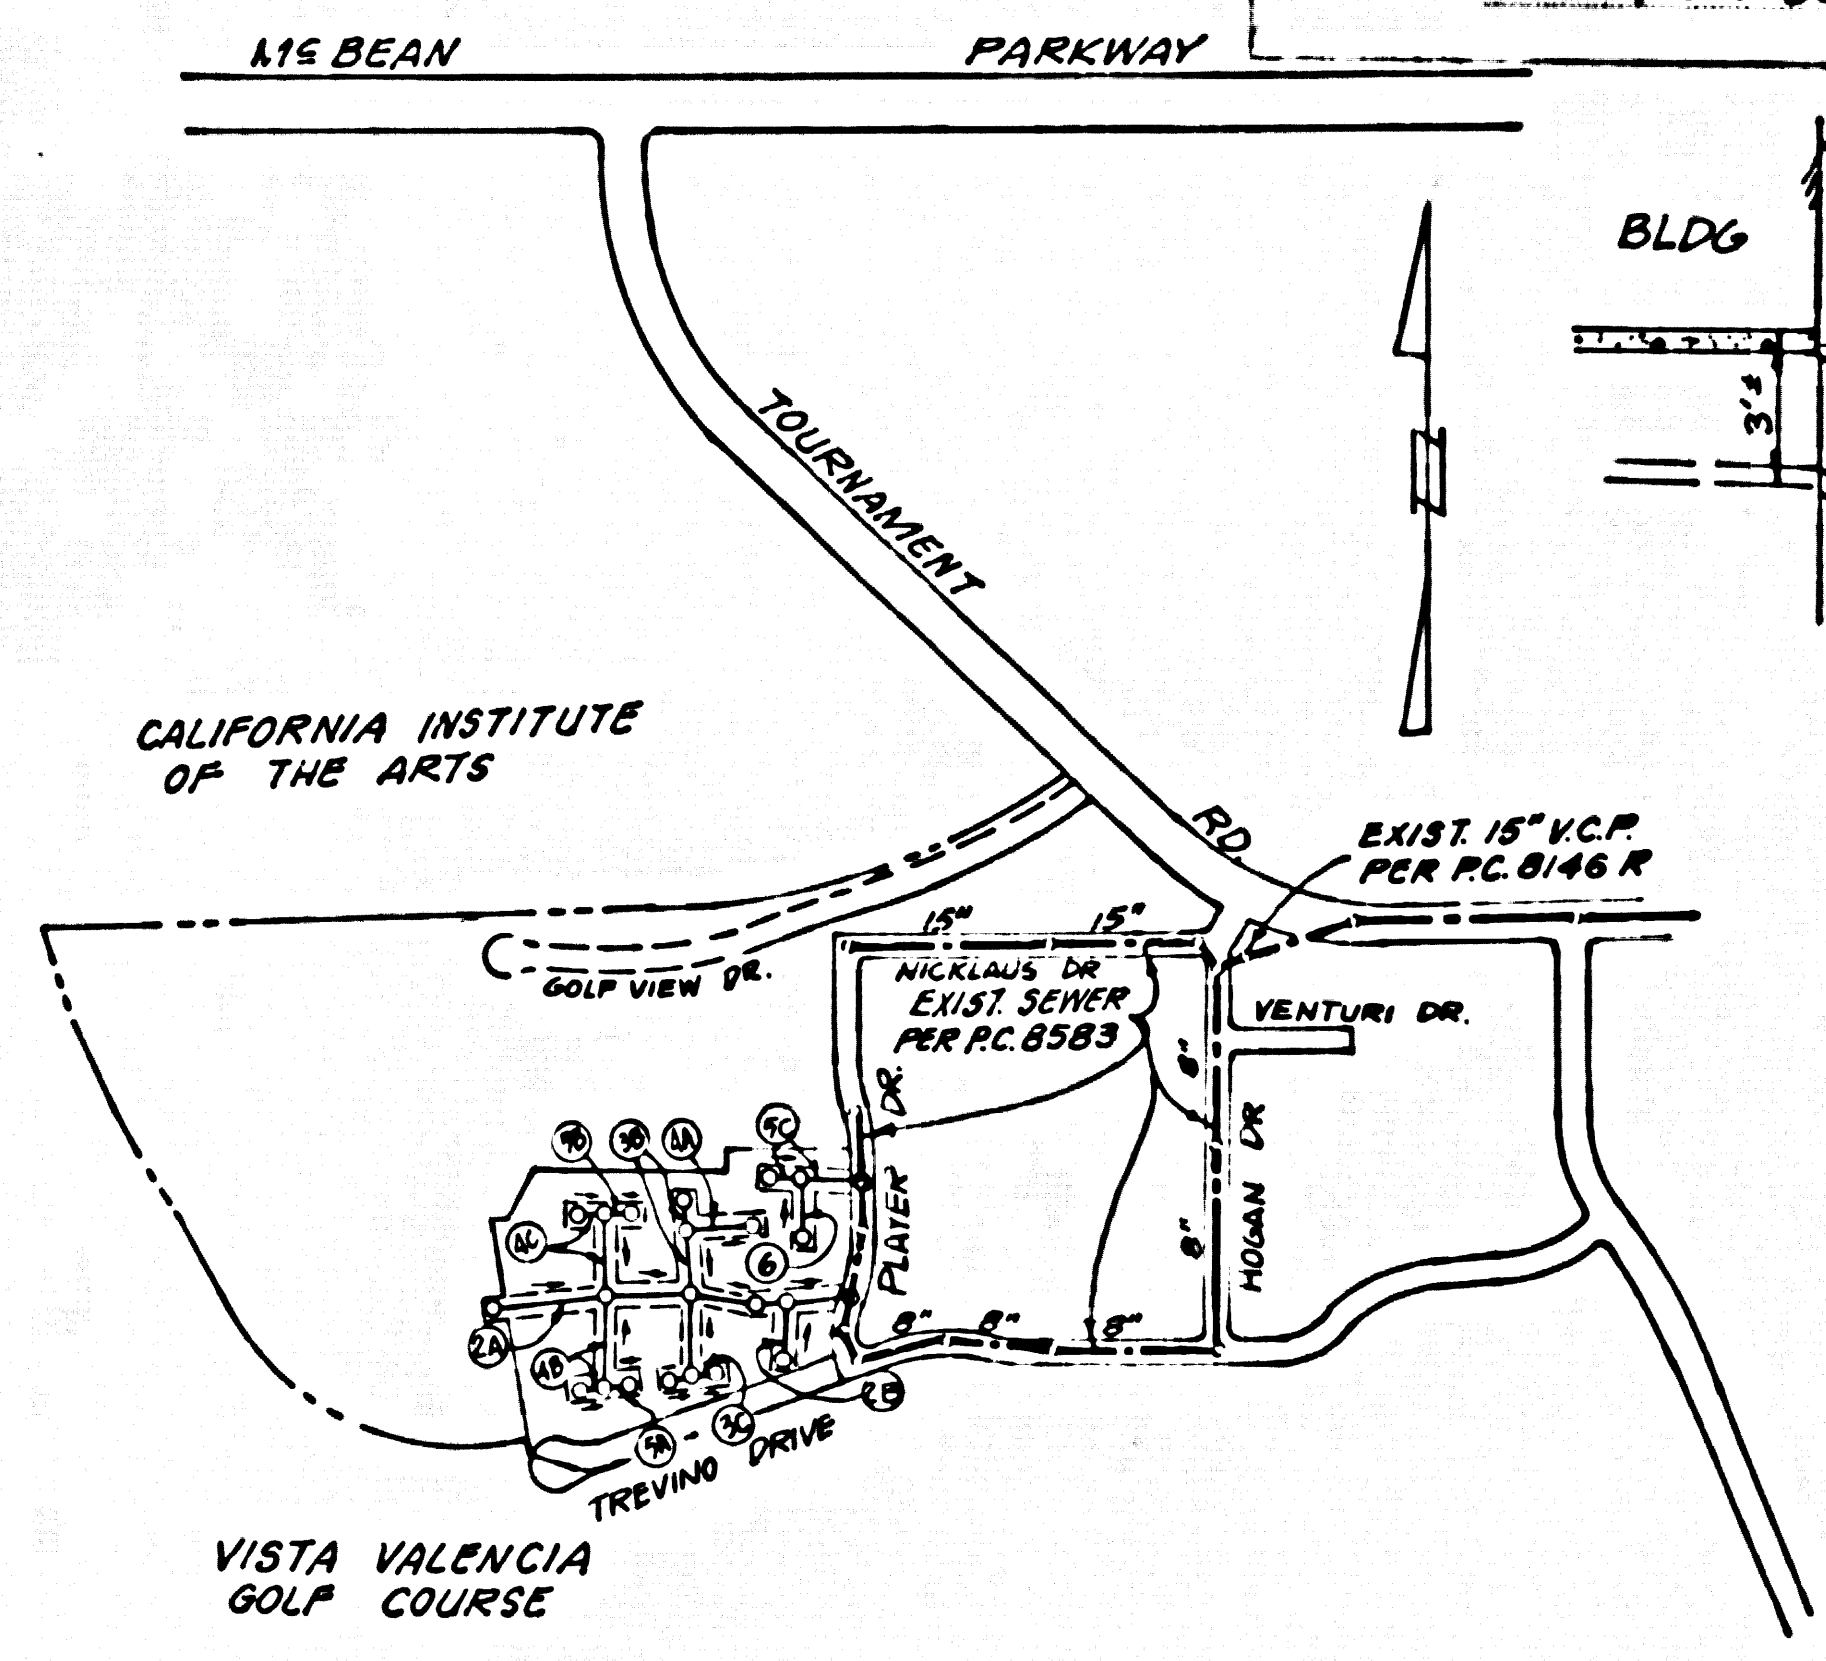 Mc BEAN PARKWAY
BLDG
3'±
TOURNAMENT RD.
N
CALIFORNIA INSTITUTE
OF THE ARTS
EXIST. 15" V.C.P.
PER P.C. 8146 R
15" 15"
GOLF VIEW DR.
NICKLAUS DR
EXIST. SEWER
PER P.C. 8583
VENTURI DR.
8"
8"
HOGAN DR
PLAYER DR.
5B
3B
4A
5C
4C
6
2A
4B
5A
3C
2B
8" 8" 8"
TREVINO DRIVE
VISTA VALENCIA
GOLF COURSE